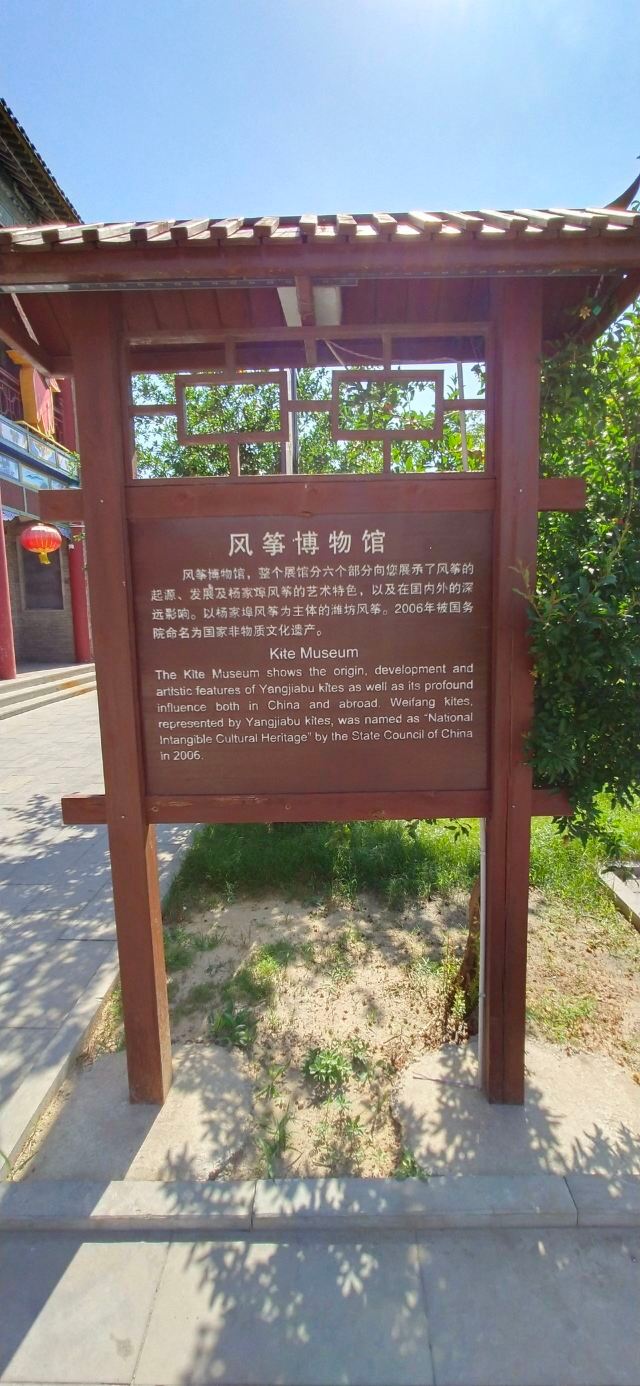 风筝博物馆
风筝博物馆，整个展馆分六个部分向您展承了风筝的
起源、发展及杨家埠风筝的艺术特色，以及在国内外的深
远影响。以杨家埠风筝为主体的潍坊风筝。2006年被国务
院命名为国家非物质文化遗产。
Kite Museum
The Kite Museum shows the origin, development and
artistic features of Yangjiabu kites as well as its profound
influence both in China and abroad. Weifang kites,
represented by Yangjiabu kites, was named as “National
Intangible Cultural Heritage” by the State Council of China
in 2006.